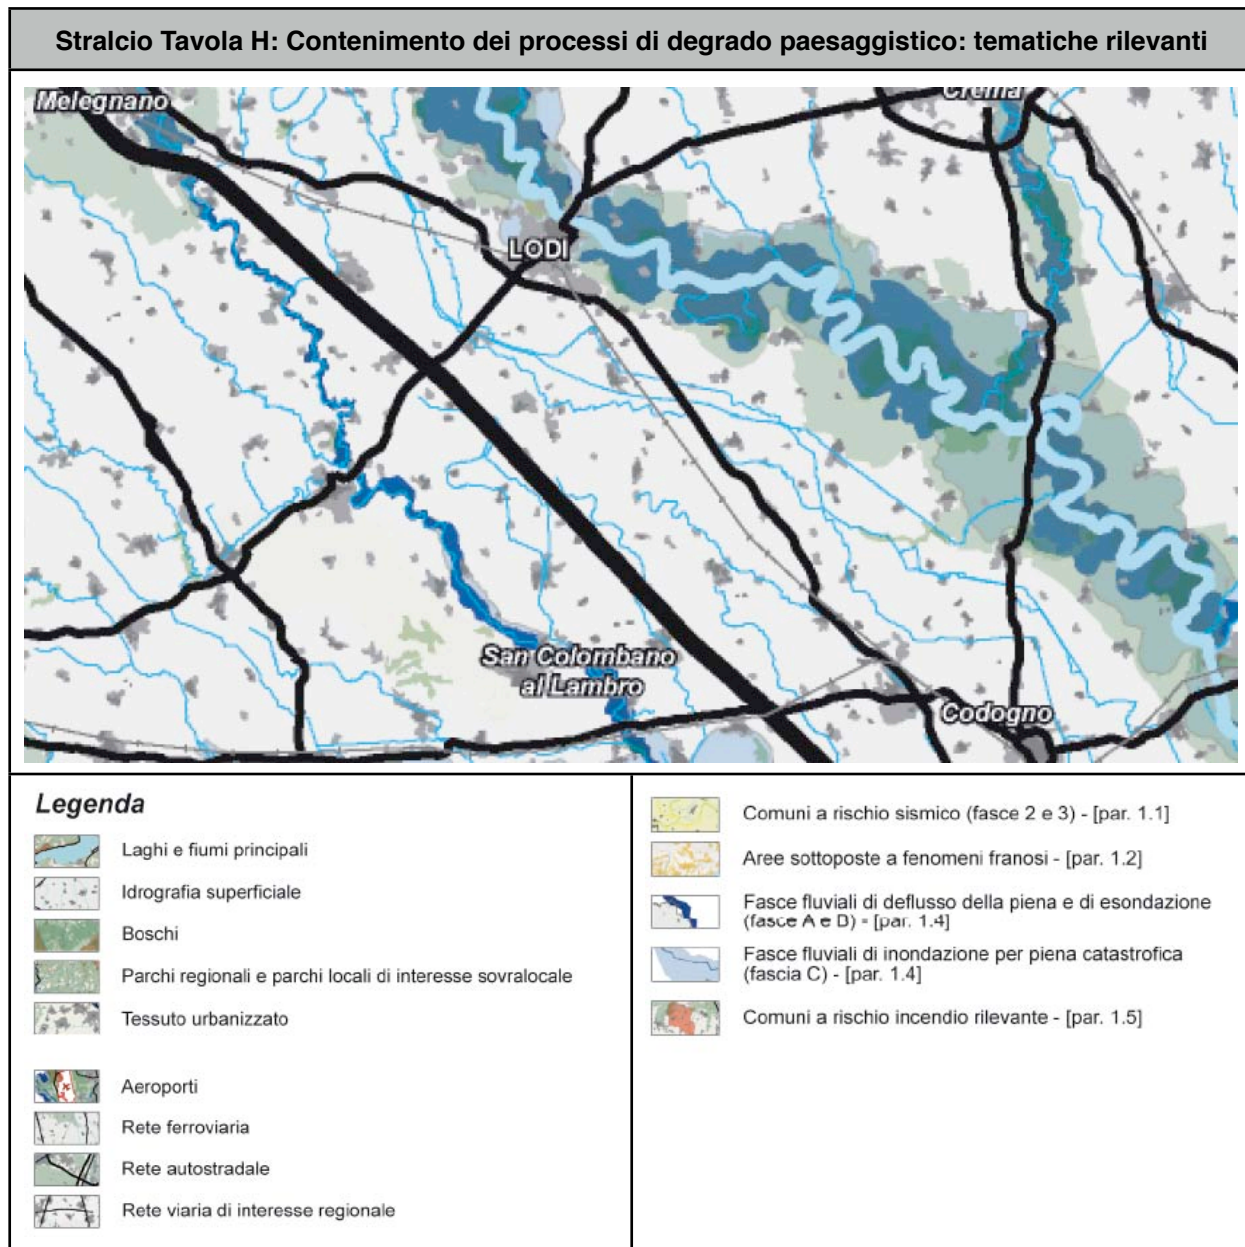 Stralcio Tavola H: Contenimento dei processi di degrado paesaggistico: tematiche rilevanti
Melegnano
Crema
LODI
San Colombano
al Lambro
Codogno
Legenda
Laghi e fiumi principali
Idrografia superficiale
Boschi
Parchi regionali e parchi locali di interesse sovralocale
Tessuto urbanizzato
Aeroporti
Rete ferroviaria
Rete autostradale
Rete viaria di interesse regionale
Comuni a rischio sismico (fasce 2 e 3) - [par. 1.1]
Aree sottoposte a fenomeni franosi - [par. 1.2]
Fasce fluviali di deflusso della piena e di esondazione
(fasce A e B) - [par. 1.4]
Fasce fluviali di inondazione per piena catastrofica
(fascia C) - [par. 1.4]
Comuni a rischio incendio rilevante - [par. 1.5]